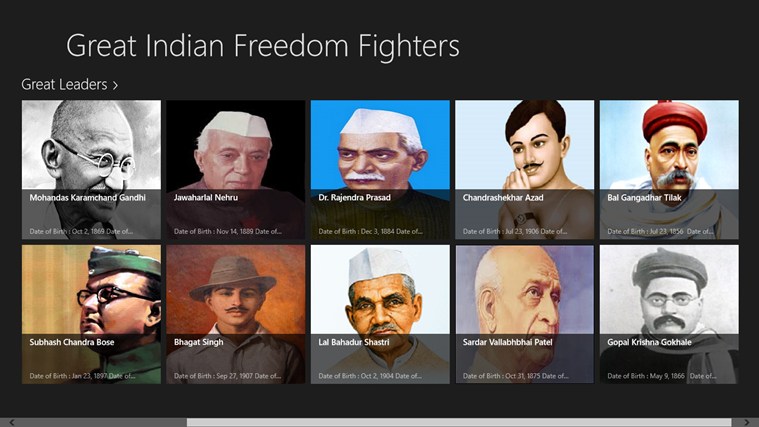 Great Indian Freedom Fighters
Great Leaders >
Mohandas Karamchand Gandhi
Date of Birth : Oct 2, 1869 Date of...
Jawaharlal Nehru
Date of Birth : Nov 14, 1889 Date of...
Dr. Rajendra Prasad
Date of Birth : Dec 3, 1884 Date of...
Chandrashekhar Azad
Date of Birth : Jul 23, 1906 Date of...
Bal Gangadhar Tilak
Date of Birth : Jul 23, 1856 Date of...
Subhash Chandra Bose
Date of Birth : Jan 23, 1897 Date of...
Bhagat Singh
Date of Birth : Sep 27, 1907 Date of...
Lal Bahadur Shastri
Date of Birth : Oct 2, 1904 Date of...
Sardar Vallabhbhai Patel
Date of Birth : Oct 31, 1875 Date of...
Gopal Krishna Gokhale
Date of Birth : May 9, 1866 Date of...